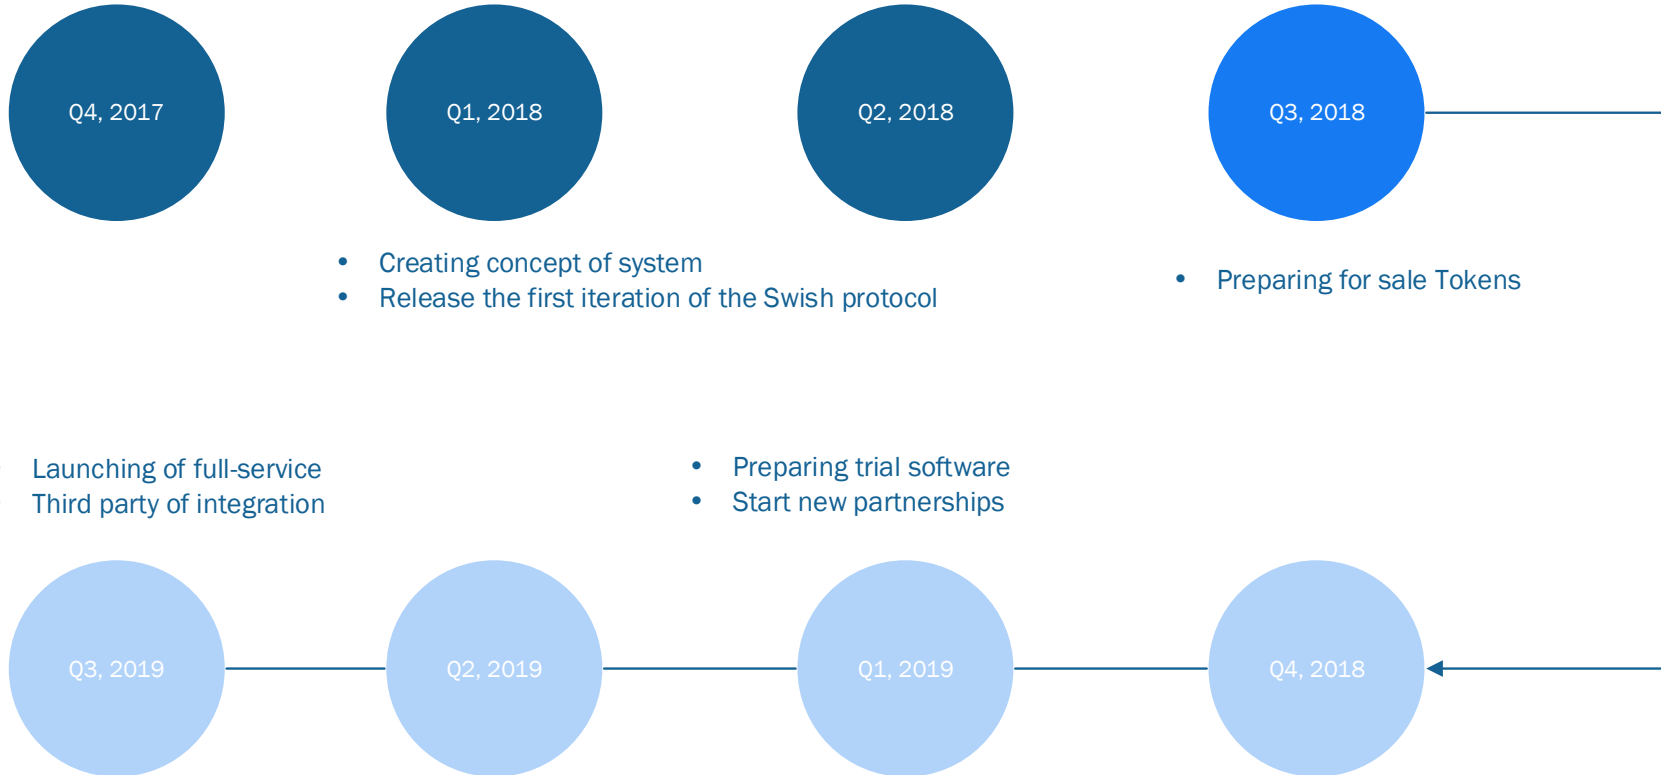 Q4, 2017
Q1, 2018
Q2, 2018
Q3, 2018
• Creating concept of system
• Release the first iteration of the Swish protocol
• Preparing for sale Tokens
Launching of full-service
Third party of integration
• Preparing trial software
• Start new partnerships
Q3, 2019
Q2, 2019
Q1, 2019
Q4, 2018